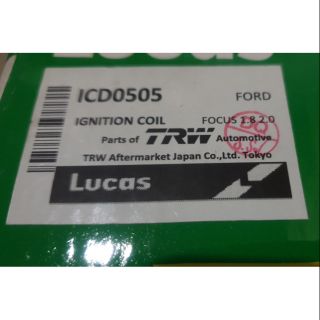 Lucas
ICD0505 FORD
IGNITION COIL FOCUS 1.8 2.0
Parts of TRW Automotive
TRW Aftermarket Japan Co.,Ltd. Tokyo
Lucas